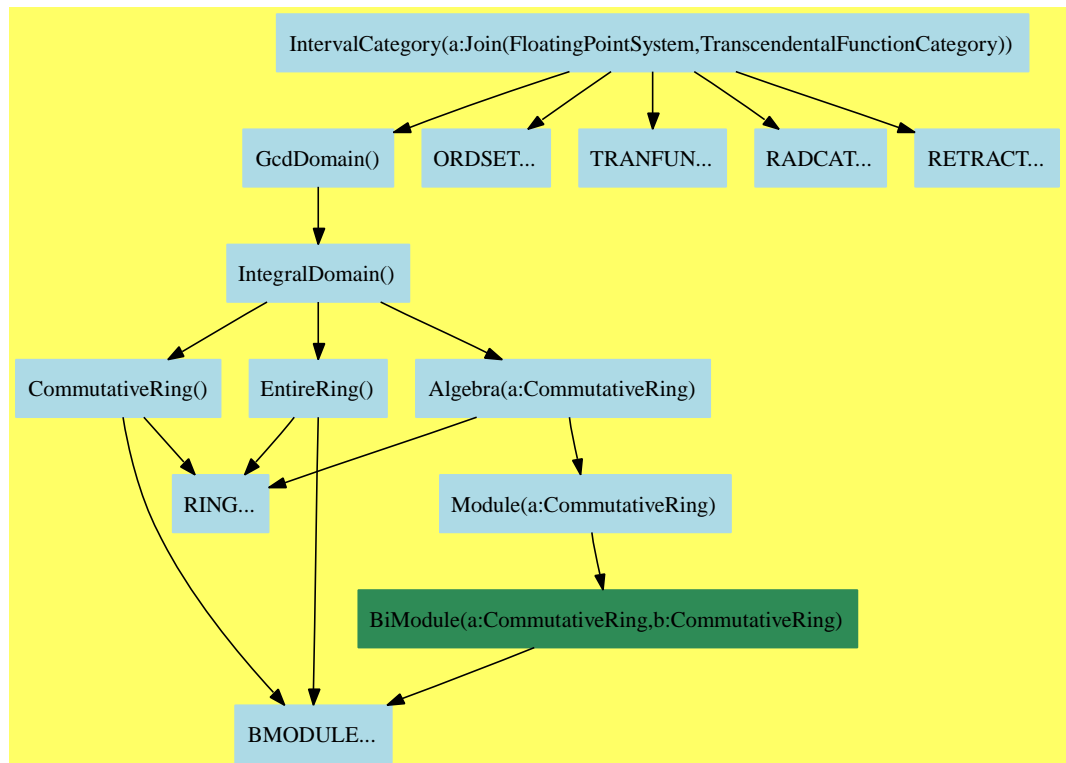 IntervalCategory(a:Join(FloatingPointSystem,TranscendentalFunctionCategory))
GcdDomain()
ORDSET...
TRANFUN...
RADCAT...
RETRACT...
IntegralDomain()
CommutativeRing()
EntireRing()
Algebra(a:CommutativeRing)
RING...
Module(a:CommutativeRing)
BiModule(a:CommutativeRing,b:CommutativeRing)
BMODULE...